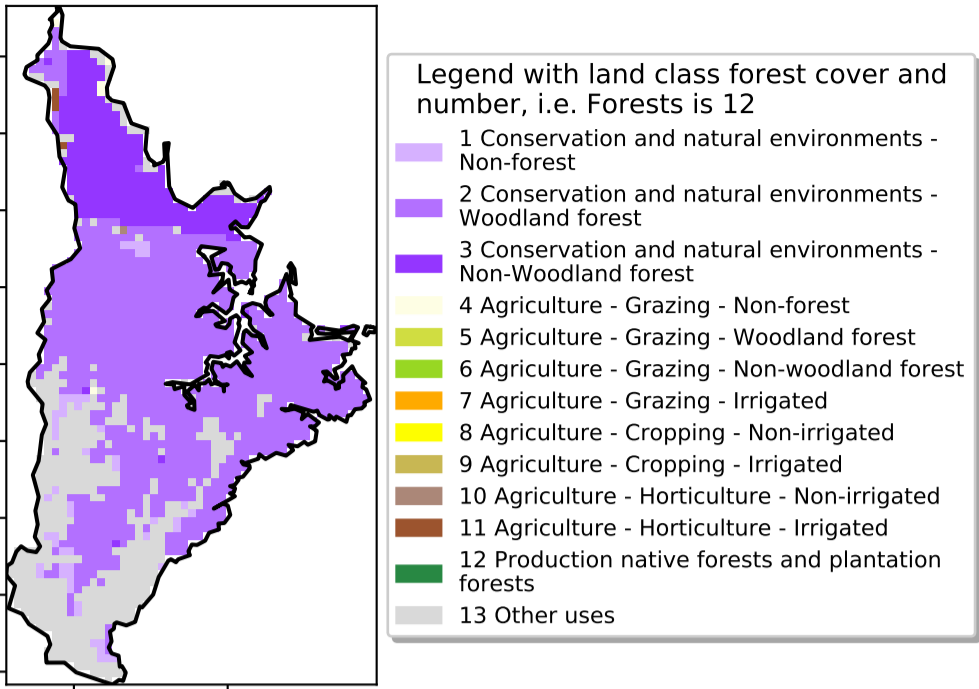 Legend with land class forest cover and
number, i.e. Forests is 12
1 Conservation and natural environments -
Non-forest
2 Conservation and natural environments -
Woodland forest
3 Conservation and natural environments -
Non-Woodland forest
4 Agriculture - Grazing - Non-forest
5 Agriculture - Grazing - Woodland forest
6 Agriculture - Grazing - Non-woodland forest
7 Agriculture - Grazing - Irrigated
8 Agriculture - Cropping - Non-irrigated
9 Agriculture - Cropping - Irrigated
10 Agriculture - Horticulture - Non-irrigated
11 Agriculture - Horticulture - Irrigated
12 Production native forests and plantation
forests
13 Other uses